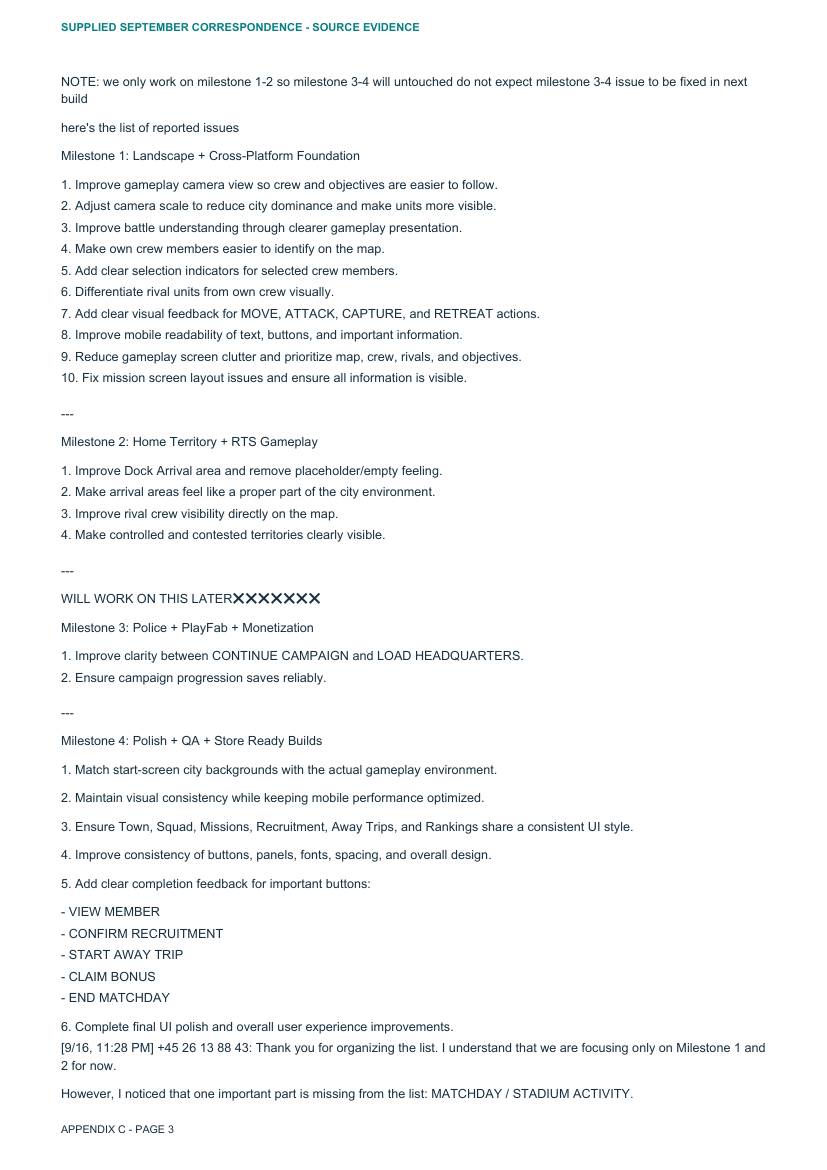 SUPPLIED SEPTEMBER CORRESPONDENCE - SOURCE EVIDENCE
NOTE: we only work on milestone 1-2 so milestone 3-4 will untouched do not expect milestone 3-4 issue to be fixed in next
build
here's the list of reported issues
Milestone 1: Landscape + Cross-Platform Foundation
1. Improve gameplay camera view so crew and objectives are easier to follow.
2. Adjust camera scale to reduce city dominance and make units more visible.
3. Improve battle understanding through clearer gameplay presentation.
4. Make own crew members easier to identify on the map.
5. Add clear selection indicators for selected crew members.
6. Differentiate rival units from own crew visually.
7. Add clear visual feedback for MOVE, ATTACK, CAPTURE, and RETREAT actions.
8. Improve mobile readability of text, buttons, and important information.
9. Reduce gameplay screen clutter and prioritize map, crew, rivals, and objectives.
10. Fix mission screen layout issues and ensure all information is visible.
---
Milestone 2: Home Territory + RTS Gameplay
1. Improve Dock Arrival area and remove placeholder/empty feeling.
2. Make arrival areas feel like a proper part of the city environment.
3. Improve rival crew visibility directly on the map.
4. Make controlled and contested territories clearly visible.
---
WILL WORK ON THIS LATER❌❌❌❌❌❌❌
Milestone 3: Police + PlayFab + Monetization
1. Improve clarity between CONTINUE CAMPAIGN and LOAD HEADQUARTERS.
2. Ensure campaign progression saves reliably.
---
Milestone 4: Polish + QA + Store Ready Builds
1. Match start-screen city backgrounds with the actual gameplay environment.
2. Maintain visual consistency while keeping mobile performance optimized.
3. Ensure Town, Squad, Missions, Recruitment, Away Trips, and Rankings share a consistent UI style.
4. Improve consistency of buttons, panels, fonts, spacing, and overall design.
5. Add clear completion feedback for important buttons:
- VIEW MEMBER
- CONFIRM RECRUITMENT
- START AWAY TRIP
- CLAIM BONUS
- END MATCHDAY
6. Complete final UI polish and overall user experience improvements.
[9/16, 11:28 PM] +45 26 13 88 43: Thank you for organizing the list. I understand that we are focusing only on Milestone 1 and
2 for now.
However, I noticed that one important part is missing from the list: MATCHDAY / STADIUM ACTIVITY.
APPENDIX C - PAGE 3